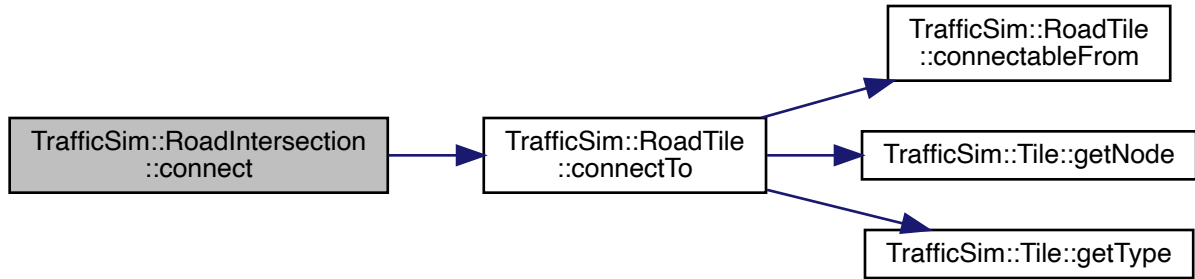 TrafficSim::RoadIntersection
::connect
TrafficSim::RoadTile
::connectTo
TrafficSim::RoadTile
::connectableFrom
TrafficSim::Tile::getNode
TrafficSim::Tile::getType